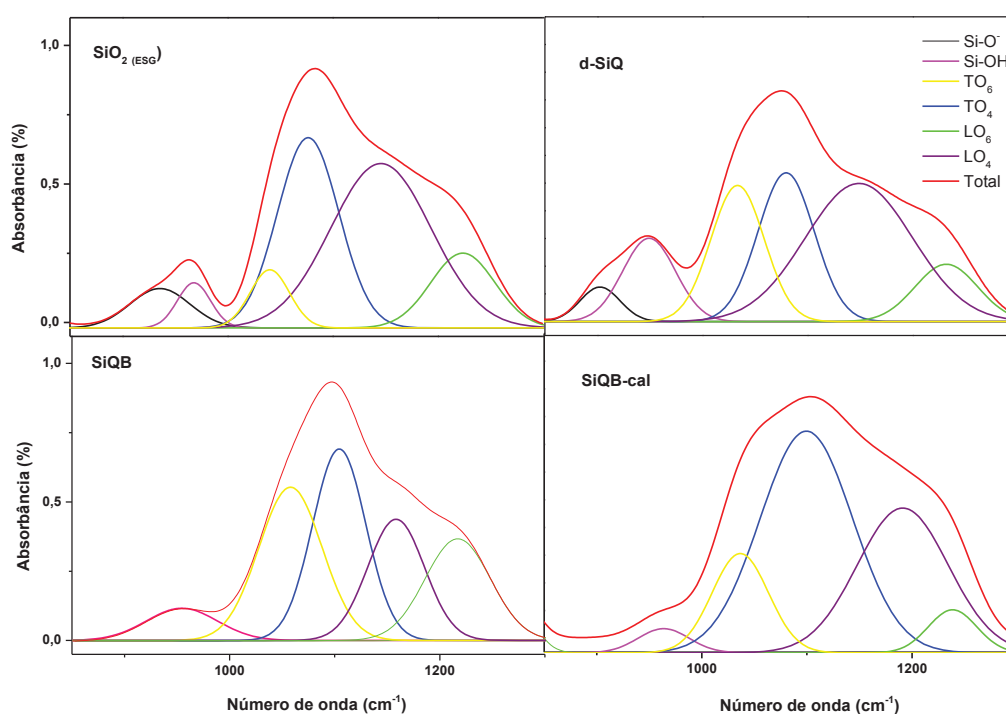 1,0
SiO2 (ESG)
Absorbância (%)
0,5
0,0
d-SiQ
Si-O-
Si-OH
TO6
TO4
LO6
LO4
Total
1,0
SiQB
Absorbância (%)
0,5
0,0
1000
1200
Número de onda (cm-1)
SiQB-cal
1000
1200
Número de onda (cm-1)